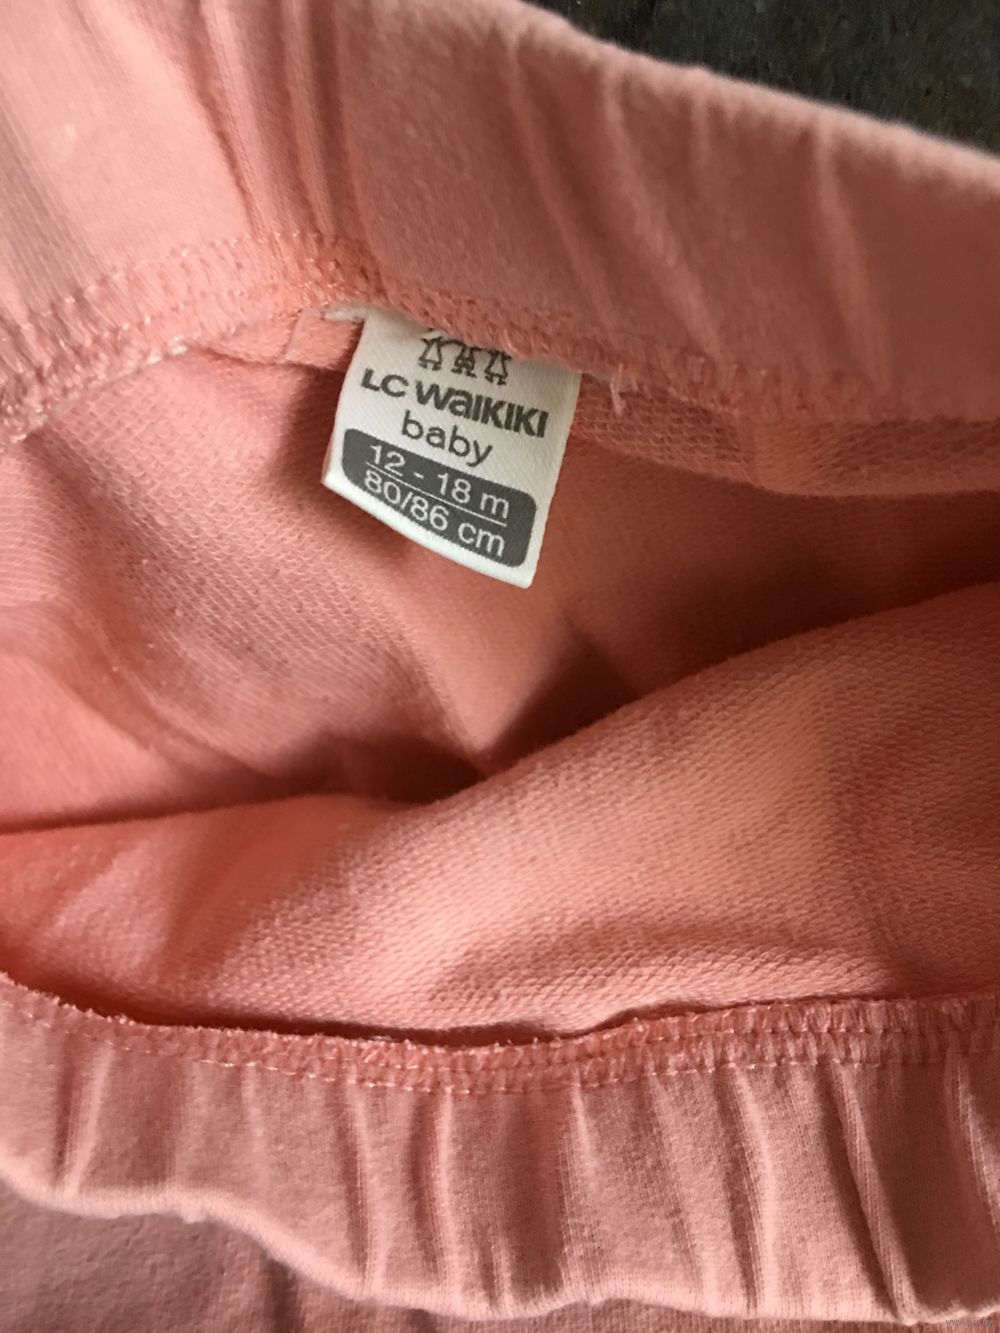 LC WAIKIKI
baby
12 - 18 m
80/86 cm